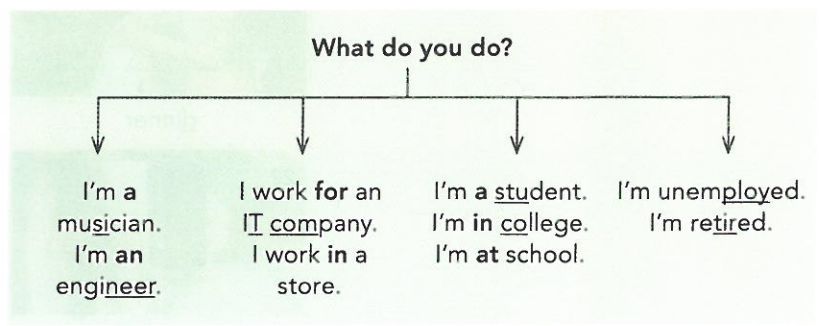 What do you do?
I'm a
musician.
I'm an
engineer.
I work for an
IT company.
I work in a
store.
I'm a student.
I'm in college.
I'm at school.
I'm unemployed.
I'm retired.